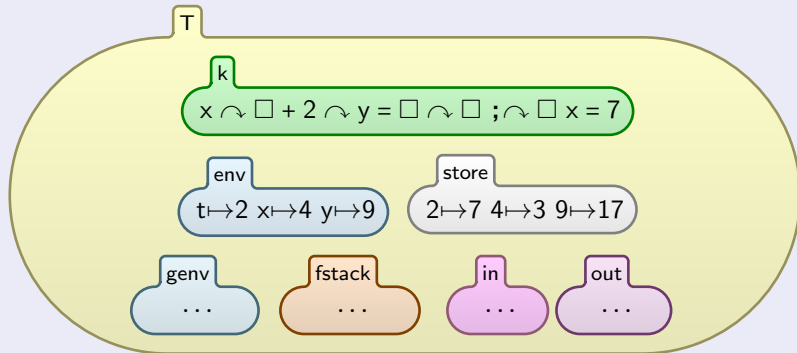 T
k
x ↷ □ + 2 ↷ y = □ ↷ □ ; ↷ □ x = 7
env
store
t↦2 x↦4 y↦9
2↦7 4↦3 9↦17
genv
fstack
in
out
···
···
···
···